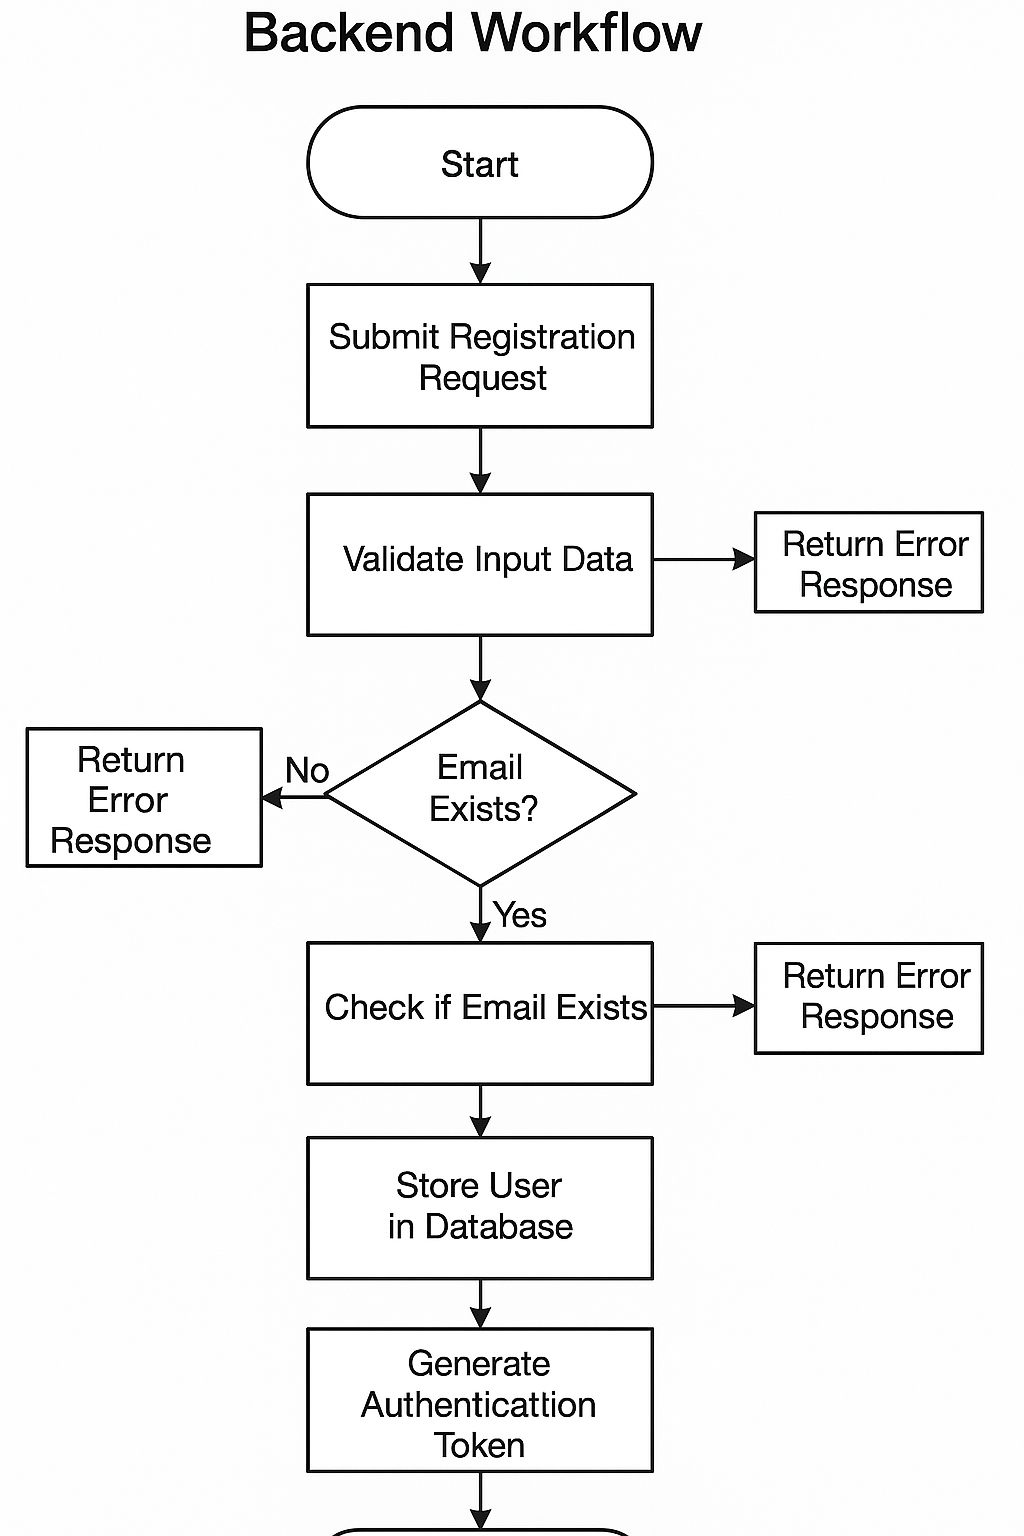 Backend Workflow
Start
Submit Registration
Request
Validate Input Data
Return Error
Response
Email
Exists?
No
Return
Error
Response
Yes
Check if Email Exists
Return Error
Response
Store User
in Database
Generate
Authenticattion
Token